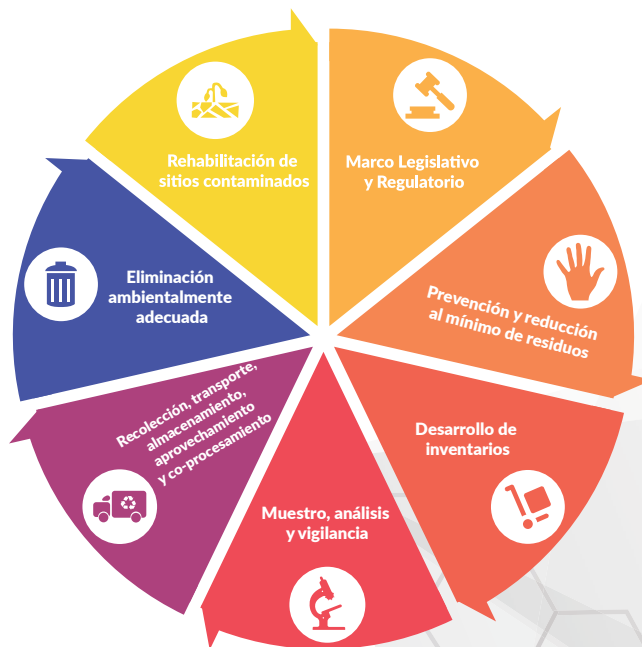 Marco Legislativo
y Regulatorio
Prevención y reducción
al mínimo de residuos
Desarrollo de
inventarios
Muestro, análisis
y vigilancia
Recolección, transporte,
almacenamiento,
aprovechamiento
y co-procesamiento
Eliminación
ambientalmente
adecuada
Rehabilitación de
sitios contaminados